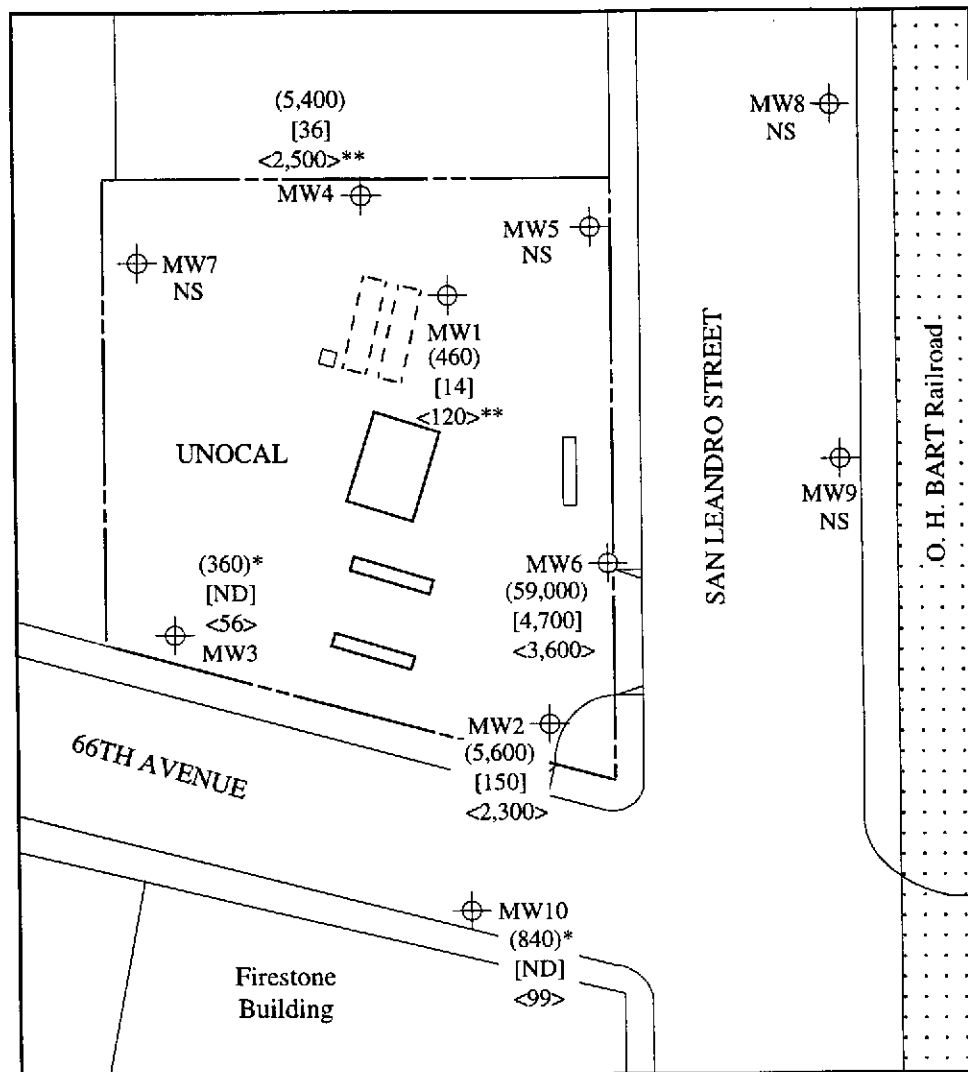 (5,400)
[36]
<2,500>**
MW4
MW8
NS
MW5
NS
MW7
NS
MW1
(460)
[14]
<120>**
UNOCAL
SAN LEANDRO STREET
O. H. BART Railroad
MW9
NS
(360)*
[ND]
<56>
MW3
MW6
(59,000)
[4,700]
<3,600>
MW2
(5,600)
[150]
<2,300>
66TH AVENUE
MW10
(840)*
[ND]
<99>
Firestone
Building